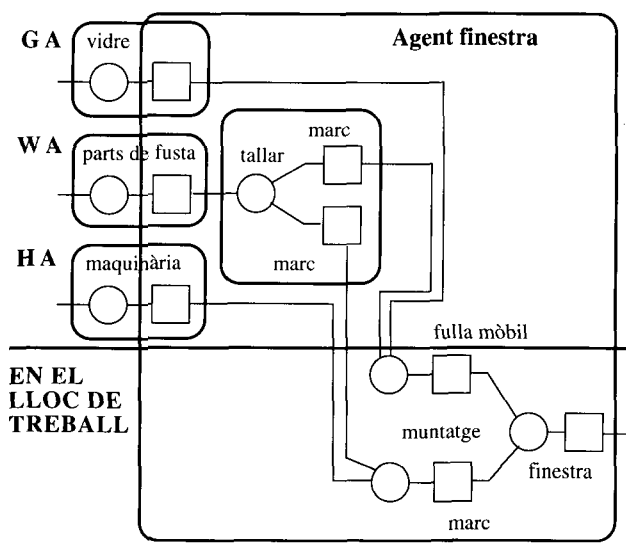 G A
vidre
Agent finestra
W A
parts de fusta
tallar
marc
marc
H A
maquinària
fulla mòbil
EN EL
LLOC DE
TREBALL
muntatge
finestra
marc